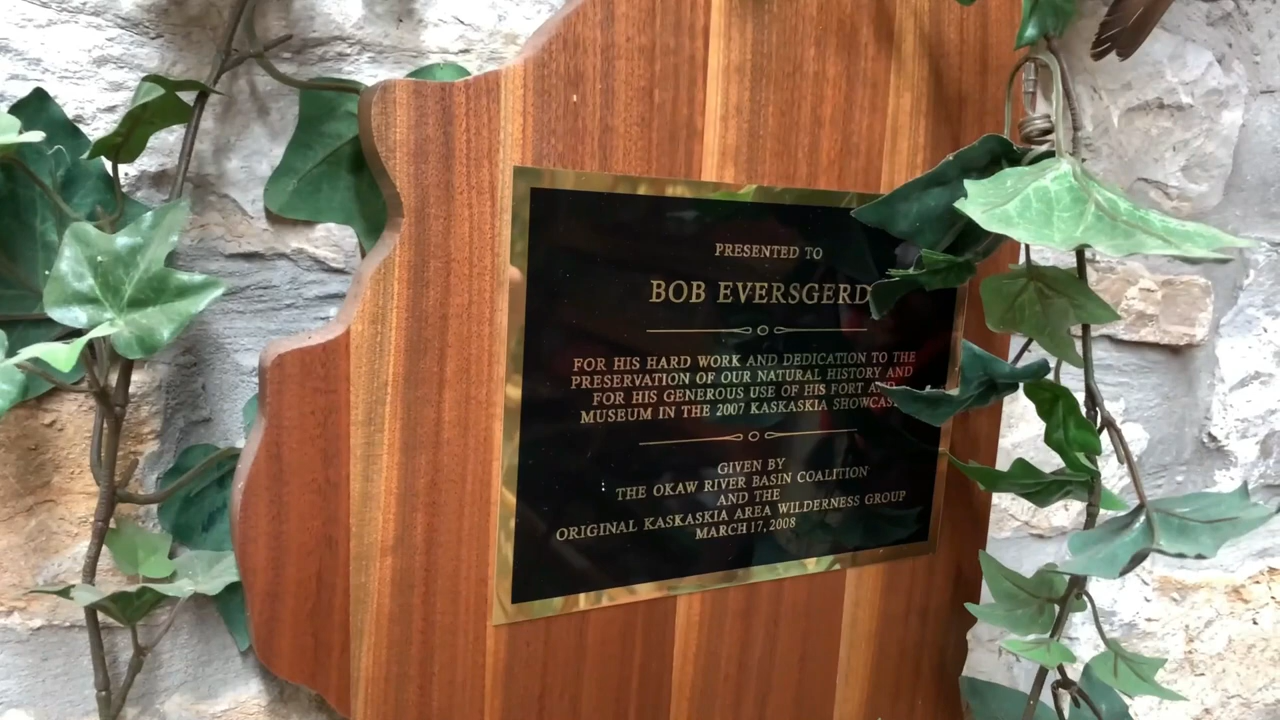 PRESENTED TO
BOB EVERSGERD
FOR HIS HARD WORK AND DEDICATION TO THE
PRESERVATION OF OUR NATURAL HISTORY AND
FOR HIS GENEROUS USE OF HIS FORT AND
MUSEUM IN THE 2007 KASKASKIA SHOWCASE
GIVEN BY
THE OKAW RIVER BASIN COALITION
AND THE
ORIGINAL KASKASKIA AREA WILDERNESS GROUP
MARCH 17, 2008